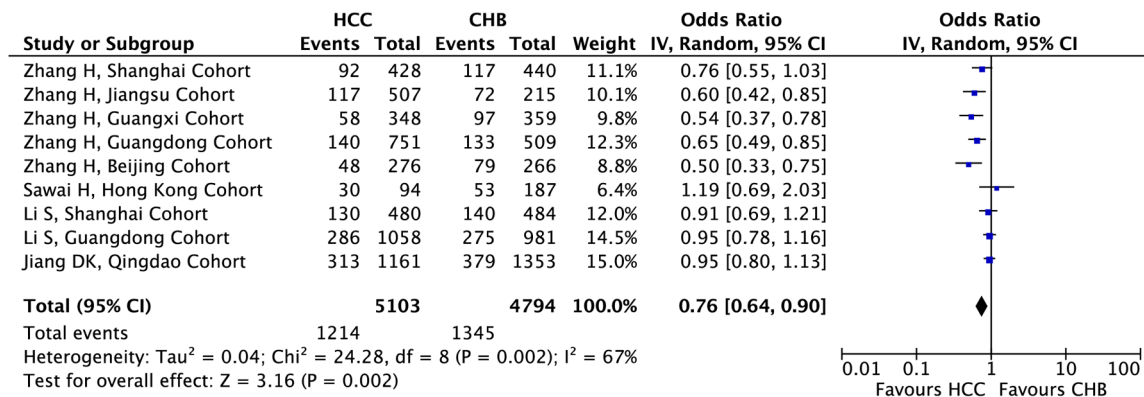 HCC CHB Odds Ratio Odds Ratio
Study or Subgroup Events Total Events Total Weight IV, Random, 95% CI IV, Random, 95% CI
Zhang H, Shanghai Cohort 92 428 117 440 11.1% 0.76 [0.55, 1.03]
Zhang H, Jiangsu Cohort 117 507 72 215 10.1% 0.60 [0.42, 0.85]
Zhang H, Guangxi Cohort 58 348 97 359 9.8% 0.54 [0.37, 0.78]
Zhang H, Guangdong Cohort 140 751 133 509 12.3% 0.65 [0.49, 0.85]
Zhang H, Beijing Cohort 48 276 79 266 8.8% 0.50 [0.33, 0.75]
Sawai H, Hong Kong Cohort 30 94 53 187 6.4% 1.19 [0.69, 2.03]
Li S, Shanghai Cohort 130 480 140 484 12.0% 0.91 [0.69, 1.21]
Li S, Guangdong Cohort 286 1058 275 981 14.5% 0.95 [0.78, 1.16]
Jiang DK, Qingdao Cohort 313 1161 379 1353 15.0% 0.95 [0.80, 1.13]
Total (95% CI) 5103 4794 100.0% 0.76 [0.64, 0.90]
Total events 1214 1345
Heterogeneity: Tau² = 0.04; Chi² = 24.28, df = 8 (P = 0.002); I² = 67%
Test for overall effect: Z = 3.16 (P = 0.002)
0.01 0.1 1 10 100
Favours HCC Favours CHB